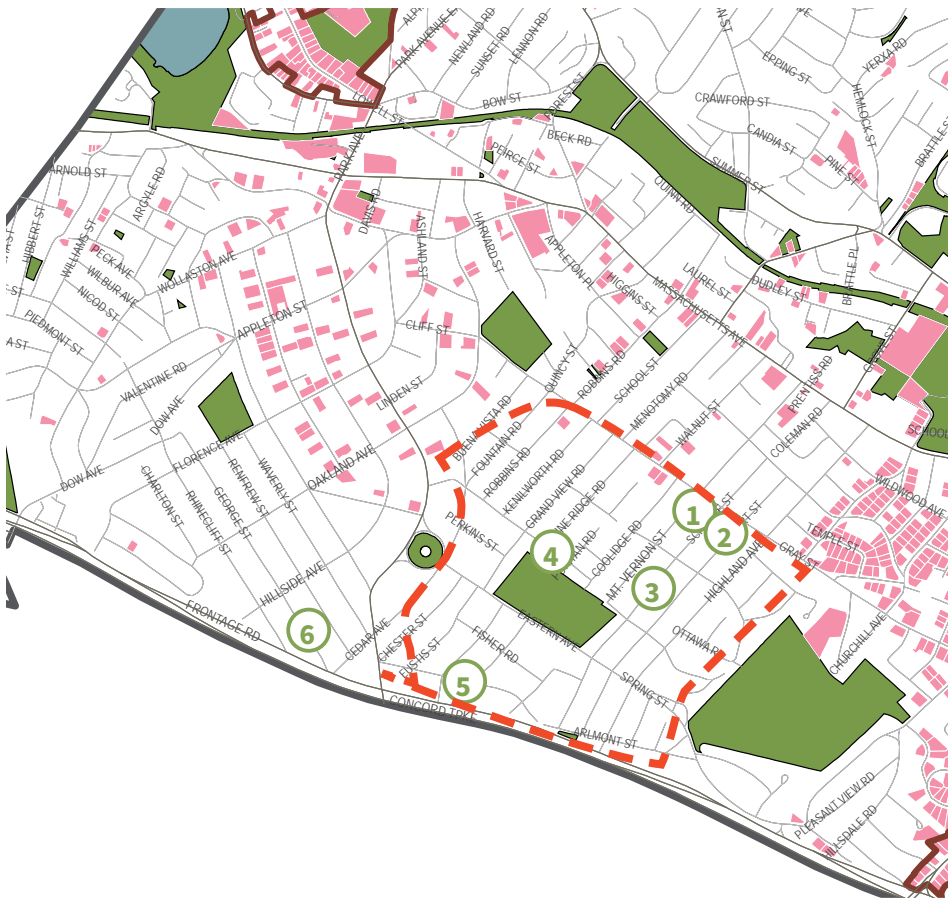 PARK AVENUE E
NEWLAND RD
SUNSET RD
LENNON RD
EPPING ST
YERXA RD
LOWELL ST
BOW ST
FOREST ST
CRAWFORD ST
HEMLOCK ST
CANDIA ST
PINE ST
BECK RD
PEIRCE ST
PARK AVE
SUMMER ST
QUINN RD
ARNOLD ST
ARGYLE RD
DAVIS RD
HIBBERT ST
WILLIAMS ST
PECK AVE
WILBUR AVE
NICOD ST
WOLLASTON AVE
ASHLAND ST
HARVARD ST
APPLETON PL
HIGGINS ST
LAUREL ST
DUDLEY ST
BRATTLE PL
MASSACHUSETTS AVE
PIEDMONT ST
A ST
APPLETON ST
CLIFF ST
GROVE ST
VALENTINE RD
LINDEN ST
QUINCY ST
ROBBINS RD
SCHOOL ST
MENOTOMY RD
WALNUT ST
PRENTISS RD
COLEMAN RD
DOW AVE
FLORENCE AVE
BUENA VISTA RD
FOUNTAIN RD
ROBBINS RD
KENILWORTH RD
GRAND VIEW RD
SCHOOL
DOW AVE
CHARLTON ST
RHINECLIFF ST
GEORGE ST
RENFREW ST
WAVERLY ST
OAKLAND AVE
WILDWOOD AVE
PERKINS ST
NE RIDGE RD
COOLIDGE RD
MT. VERNON ST
HIGHLAND AVE
GRAY ST
TEMPLE ST
1
2
3
4
HILLSIDE AVE
FRONTAGE RD
6
CEDAR AVE
CHESTER ST
EUSTIS ST
FISHER RD
EASTERN AVE
OTTAWA R
CHURCHILL AVE
5
SPRING ST
CONCORD TPKE
ARLMONT ST
PLEASANT VIEW RD
HILLSDALE RD